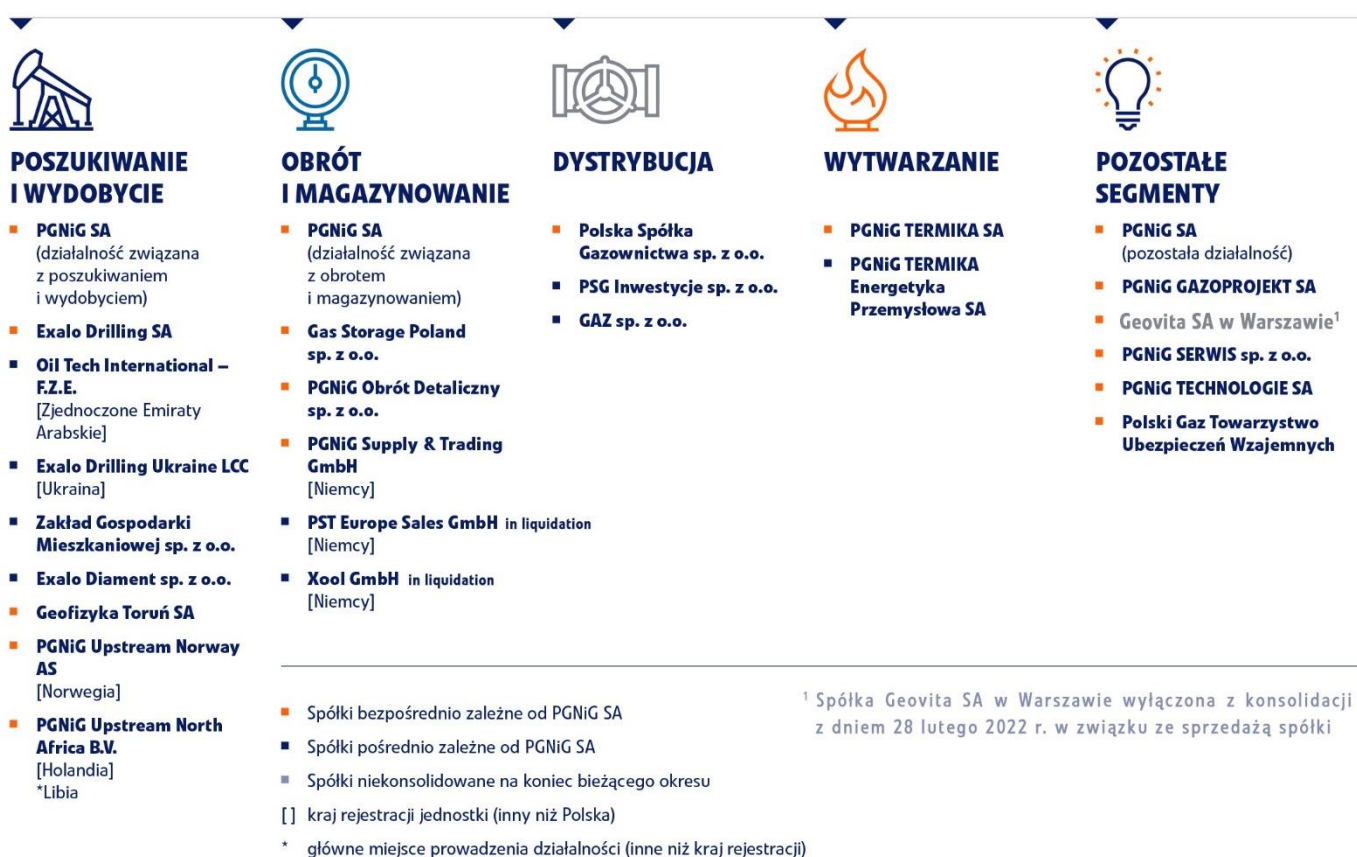 POSZUKIWANIE
I WYDOBYCIE
■ PGNiG SA
(działalność związana
z poszukiwaniem
i wydobyciem)
■ Exalo Drilling SA
■ Oil Tech International –
F.Z.E.
[Zjednoczone Emiraty
Arabskie]
■ Exalo Drilling Ukraine LCC
[Ukraina]
■ Zakład Gospodarki
Mieszkaniowej sp. z o.o.
■ Exalo Diament sp. z o.o.
■ Geofizyka Toruń SA
■ PGNiG Upstream Norway
AS
[Norwegia]
■ PGNiG Upstream North
Africa B.V.
[Holandia]
*Libia
OBRÓT
I MAGAZYNOWANIE
■ PGNiG SA
(działalność związana
z obrotem
i magazynowaniem)
■ Gas Storage Poland
sp. z o.o.
■ PGNiG Obrót Detaliczny
sp. z o.o.
■ PGNiG Supply & Trading
GmbH
[Niemcy]
■ PST Europe Sales GmbH in liquidation
[Niemcy]
■ Xool GmbH in liquidation
[Niemcy]
DYSTRYBUCJA
■ Polska Spółka
Gazownictwa sp. z o.o.
■ PSG Inwestycje sp. z o.o.
■ GAZ sp. z o.o.
WYTWARZANIE
■ PGNiG TERMIKA SA
■ PGNiG TERMIKA
Energetyka
Przemysłowa SA
POZOSTAŁE
SEGMENTY
■ PGNiG SA
(pozostała działalność)
■ PGNiG GAZOPROJEKT SA
■ Geovita SA w Warszawie¹
■ PGNiG SERWIS sp. z o.o.
■ PGNiG TECHNOLOGIE SA
■ Polski Gaz Towarzystwo
Ubezpieczeń Wzajemnych
■ Spółki bezpośrednio zależne od PGNiG SA
■ Spółki pośrednio zależne od PGNiG SA
■ Spółki niekonsolidowane na koniec bieżącego okresu
[ ] kraj rejestracji jednostki (inny niż Polska)
* główne miejsce prowadzenia działalności (inne niż kraj rejestracji)
¹ Spółka Geovita SA w Warszawie wyłączona z konsolidacji
z dniem 28 lutego 2022 r. w związku ze sprzedażą spółki